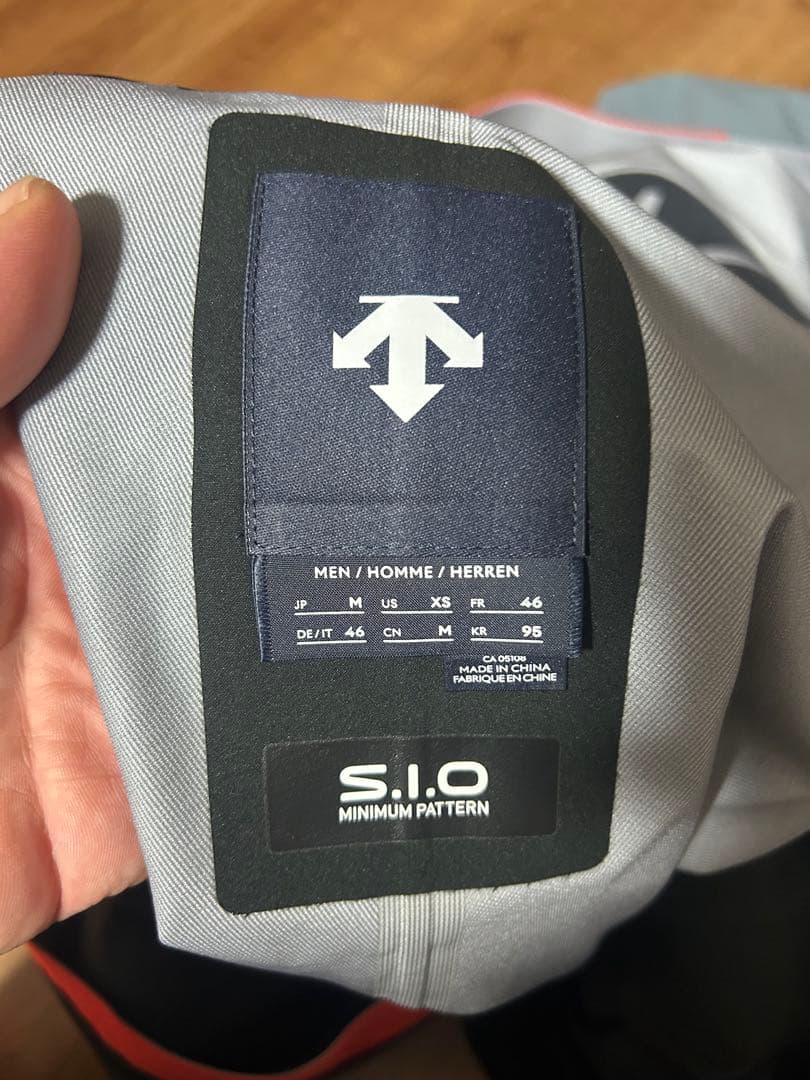 MEN / HOMME / HERREN
JP M US XS FR 46
DE/IT 46 CN M KR 95
CA 05108
MADE IN CHINA
FABRIQUE EN CHINE
S.I.O
MINIMUM PATTERN